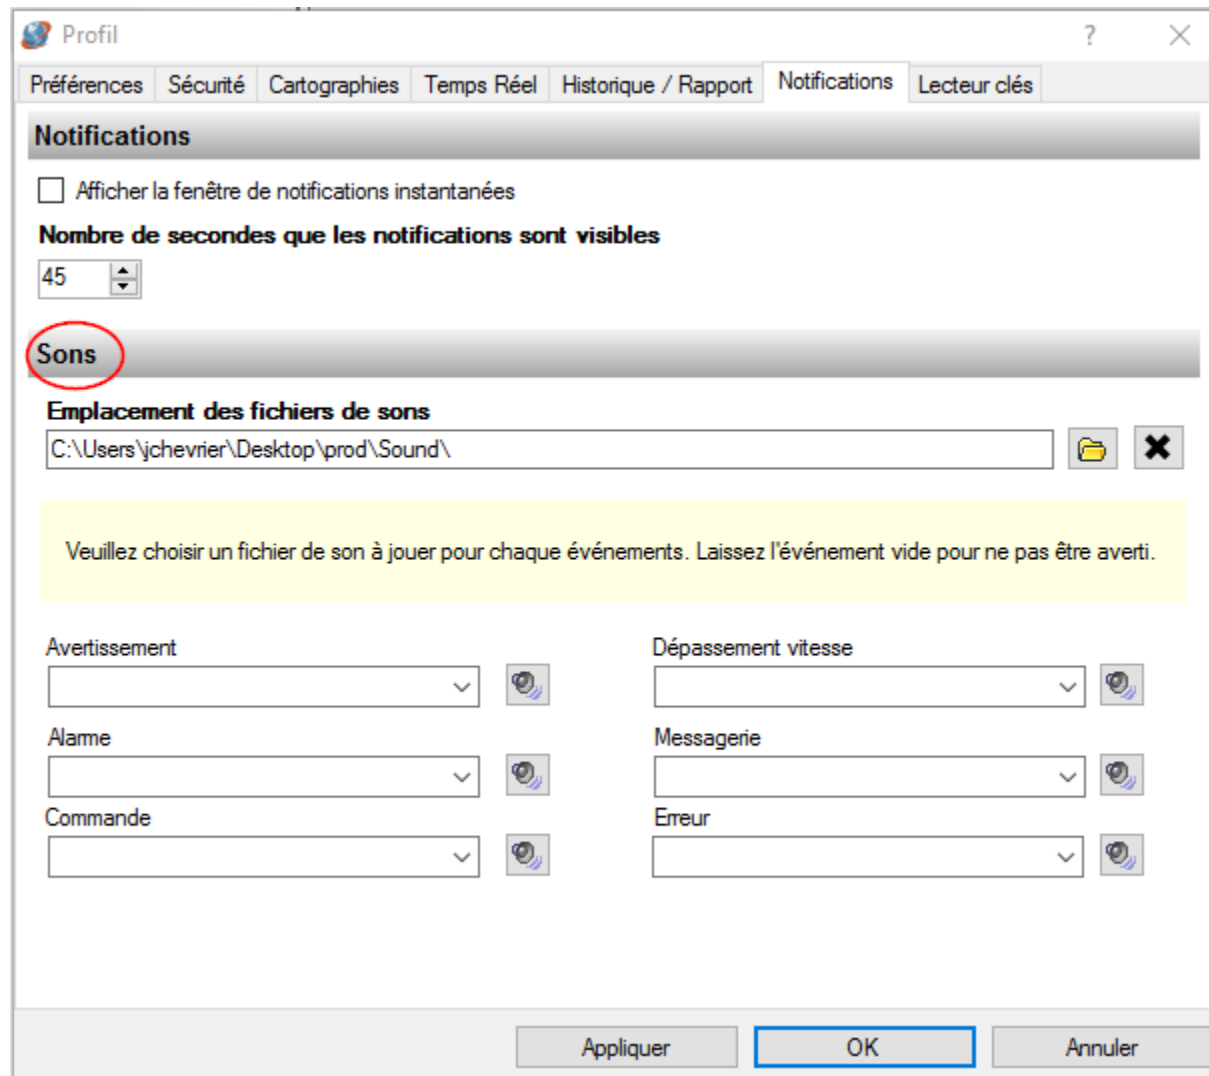 Profil
Préférences Sécurité Cartographies Temps Réel Historique / Rapport Notifications Lecteur clés
Notifications
Afficher la fenêtre de notifications instantanées
Nombre de secondes que les notifications sont visibles
45
Sons
Emplacement des fichiers de sons
C:\Users\jchevrier\Desktop\prod\Sound\
Veuillez choisir un fichier de son à jouer pour chaque événements. Laissez l'événement vide pour ne pas être averti.
Avertissement Dépassement vitesse
Alarme Messagerie
Commande Erreur
Appliquer OK Annuler